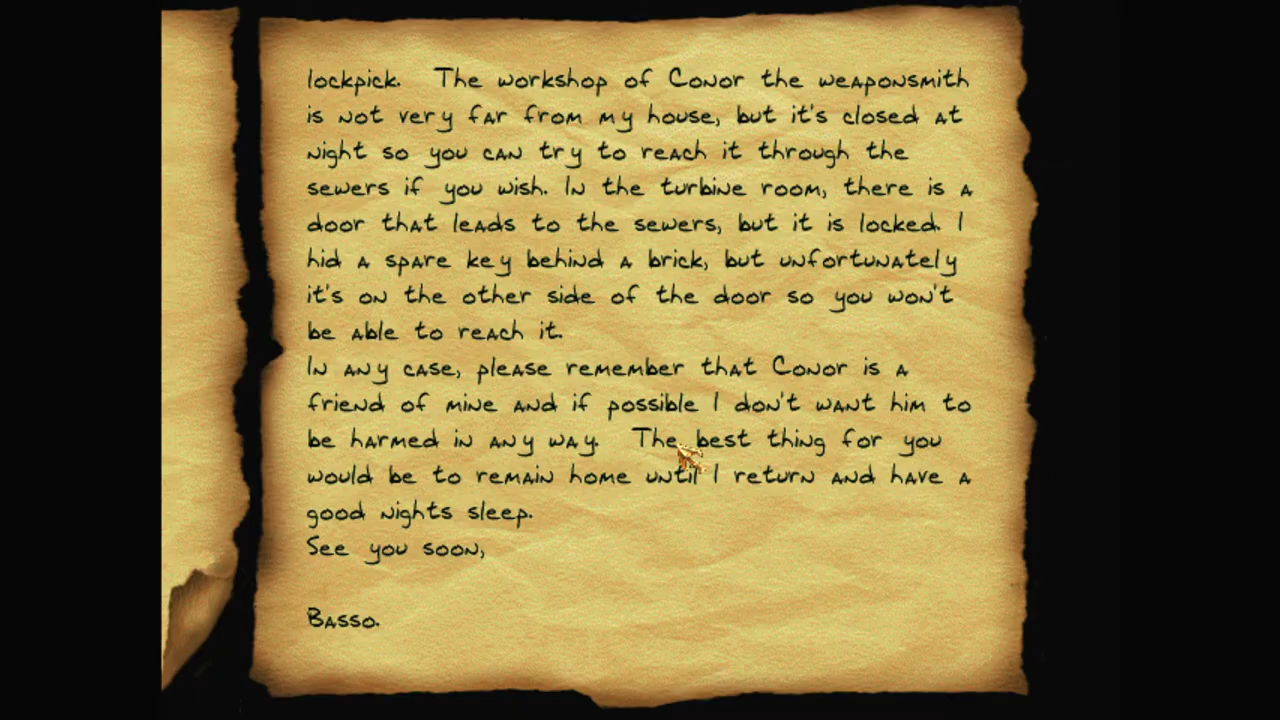 lockpick. The workshop of Conor the weaponsmith
is not very far from my house, but it's closed at
night so you can try to reach it through the
sewers if you wish. In the turbine room, there is a
door that leads to the sewers, but it is locked. I
hid a spare key behind a brick, but unfortunately
it's on the other side of the door so you won't
be able to reach it.
In any case, please remember that Conor is a
friend of mine and if possible I don't want him to
be harmed in any way. The best thing for you
would be to remain home until I return and have a
good nights sleep.
See you soon,
Basso.